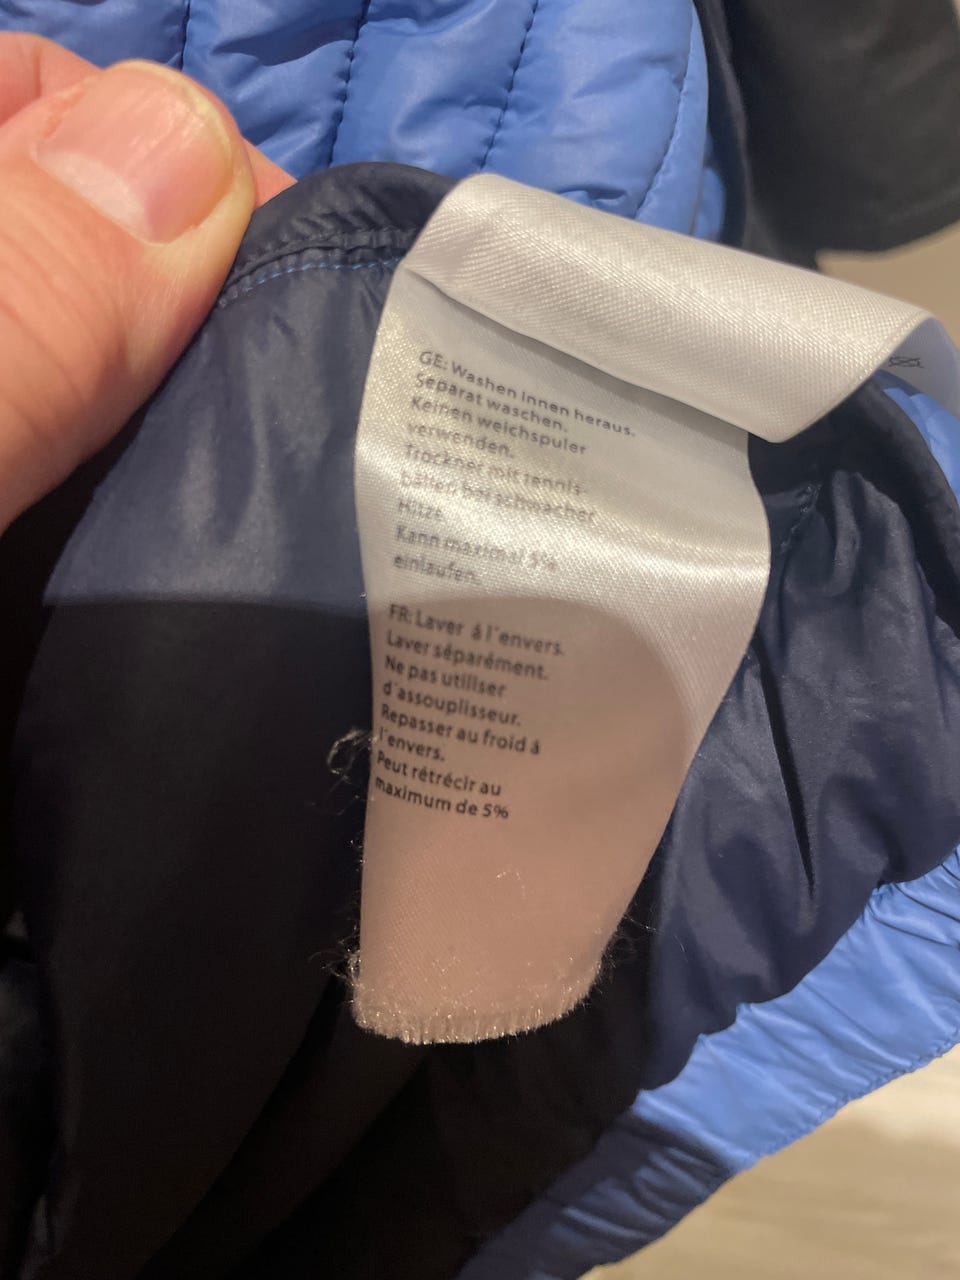 GE: Washen innen heraus.
Separat waschen.
Keinen weichspuler
verwenden.
Trockner mit tennis-
bällen bei schwacher
Hitze.
Kann maximal 5%
einlaufen.
FR: Laver á l´envers.
Laver séparément.
Ne pas utiliser
d´assouplisseur.
Repasser au froid á
l´envers.
Peut rétrécir au
maximum de 5%